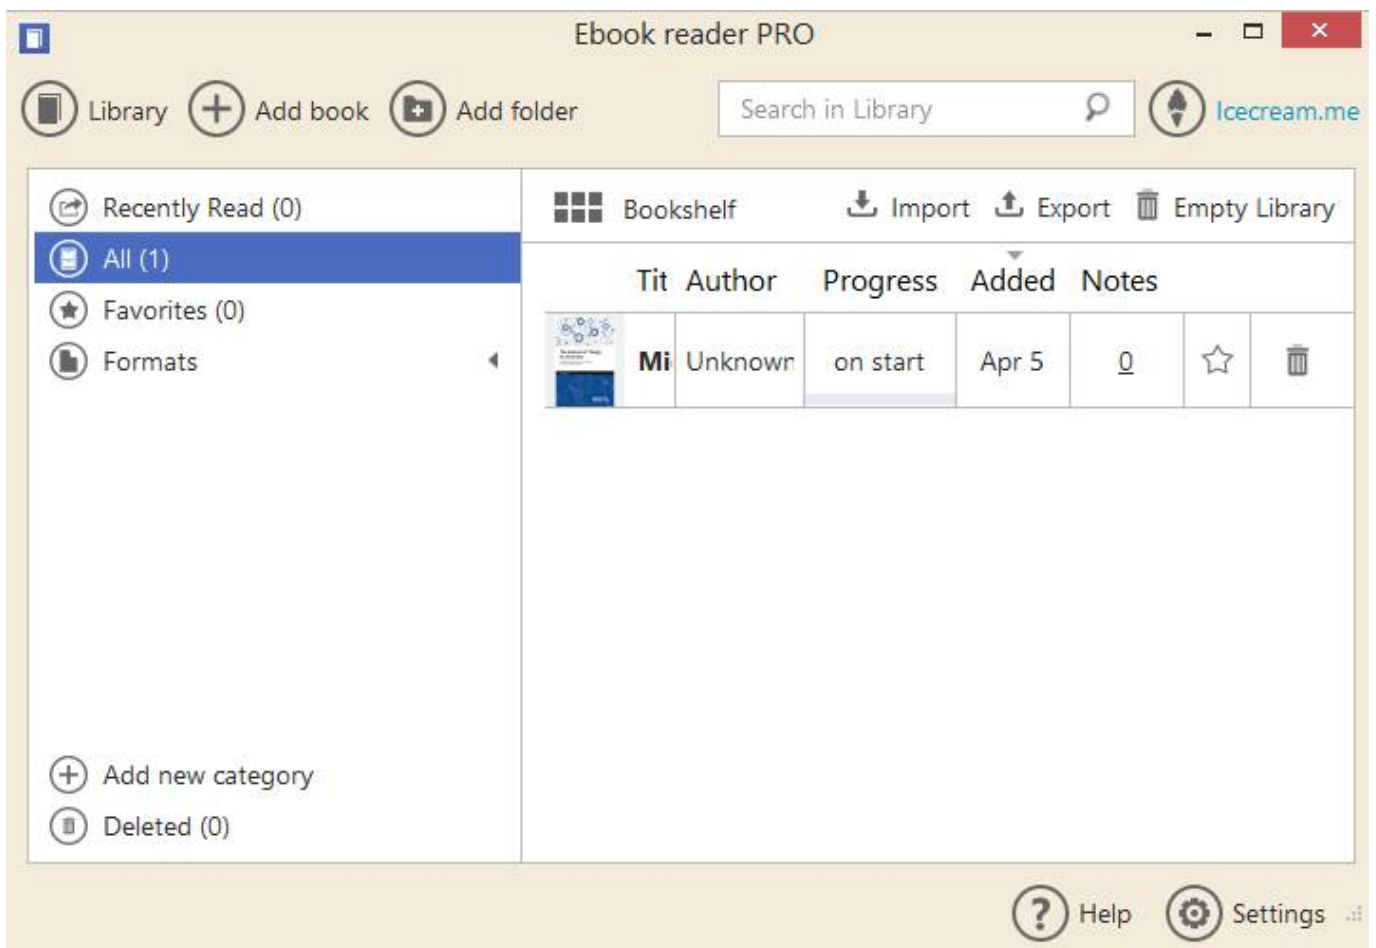 Ebook reader PRO
Library Add book Add folder Search in Library Icecream.me
Recently Read (0)
All (1)
Favorites (0)
Formats
Add new category
Deleted (0)
Bookshelf Import Export Empty Library
Tit Author Progress Added Notes
Mi Unknown on start Apr 5 0
Help Settings